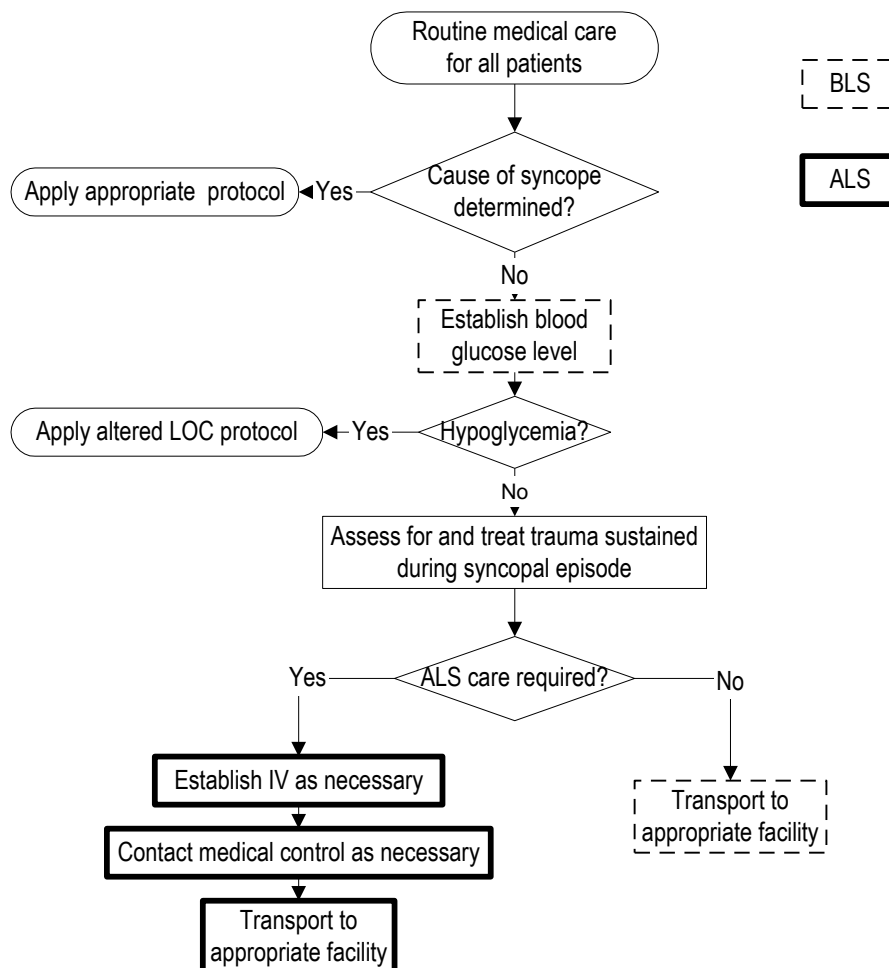 Routine medical care
for all patients
BLS
ALS
Cause of syncope
determined?
Yes
Apply appropriate protocol
No
Establish blood
glucose level
Hypoglycemia?
Yes
Apply altered LOC protocol
No
Assess for and treat trauma sustained
during syncopal episode
ALS care required?
Yes
No
Establish IV as necessary
Contact medical control as necessary
Transport to
appropriate facility
Transport to
appropriate facility